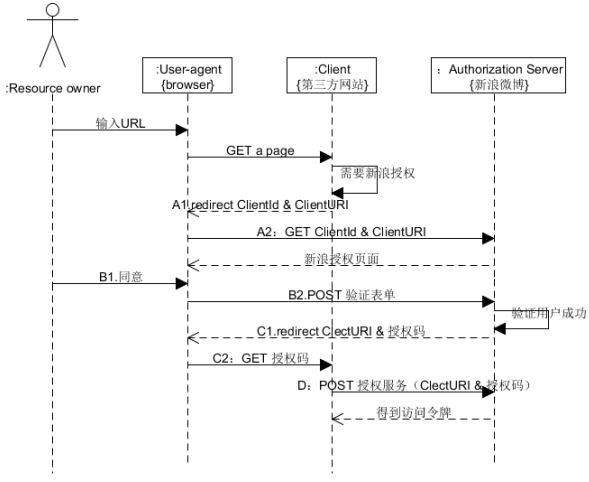 :Resource owner
:User-agent
{browser}
:Client
{第三方网站}
：Authorization Server
{新浪微博}
输入URL
GET a page
需要新浪授权
A1.redirect ClientId & ClientURI
A2：GET ClientId & ClientURI
新浪授权页面
B1.同意
B2.POST 验证表单
验证用户成功
C1.redirect ClectURI & 授权码
C2：GET 授权码
D：POST 授权服务（ClectURI & 授权码）
得到访问令牌